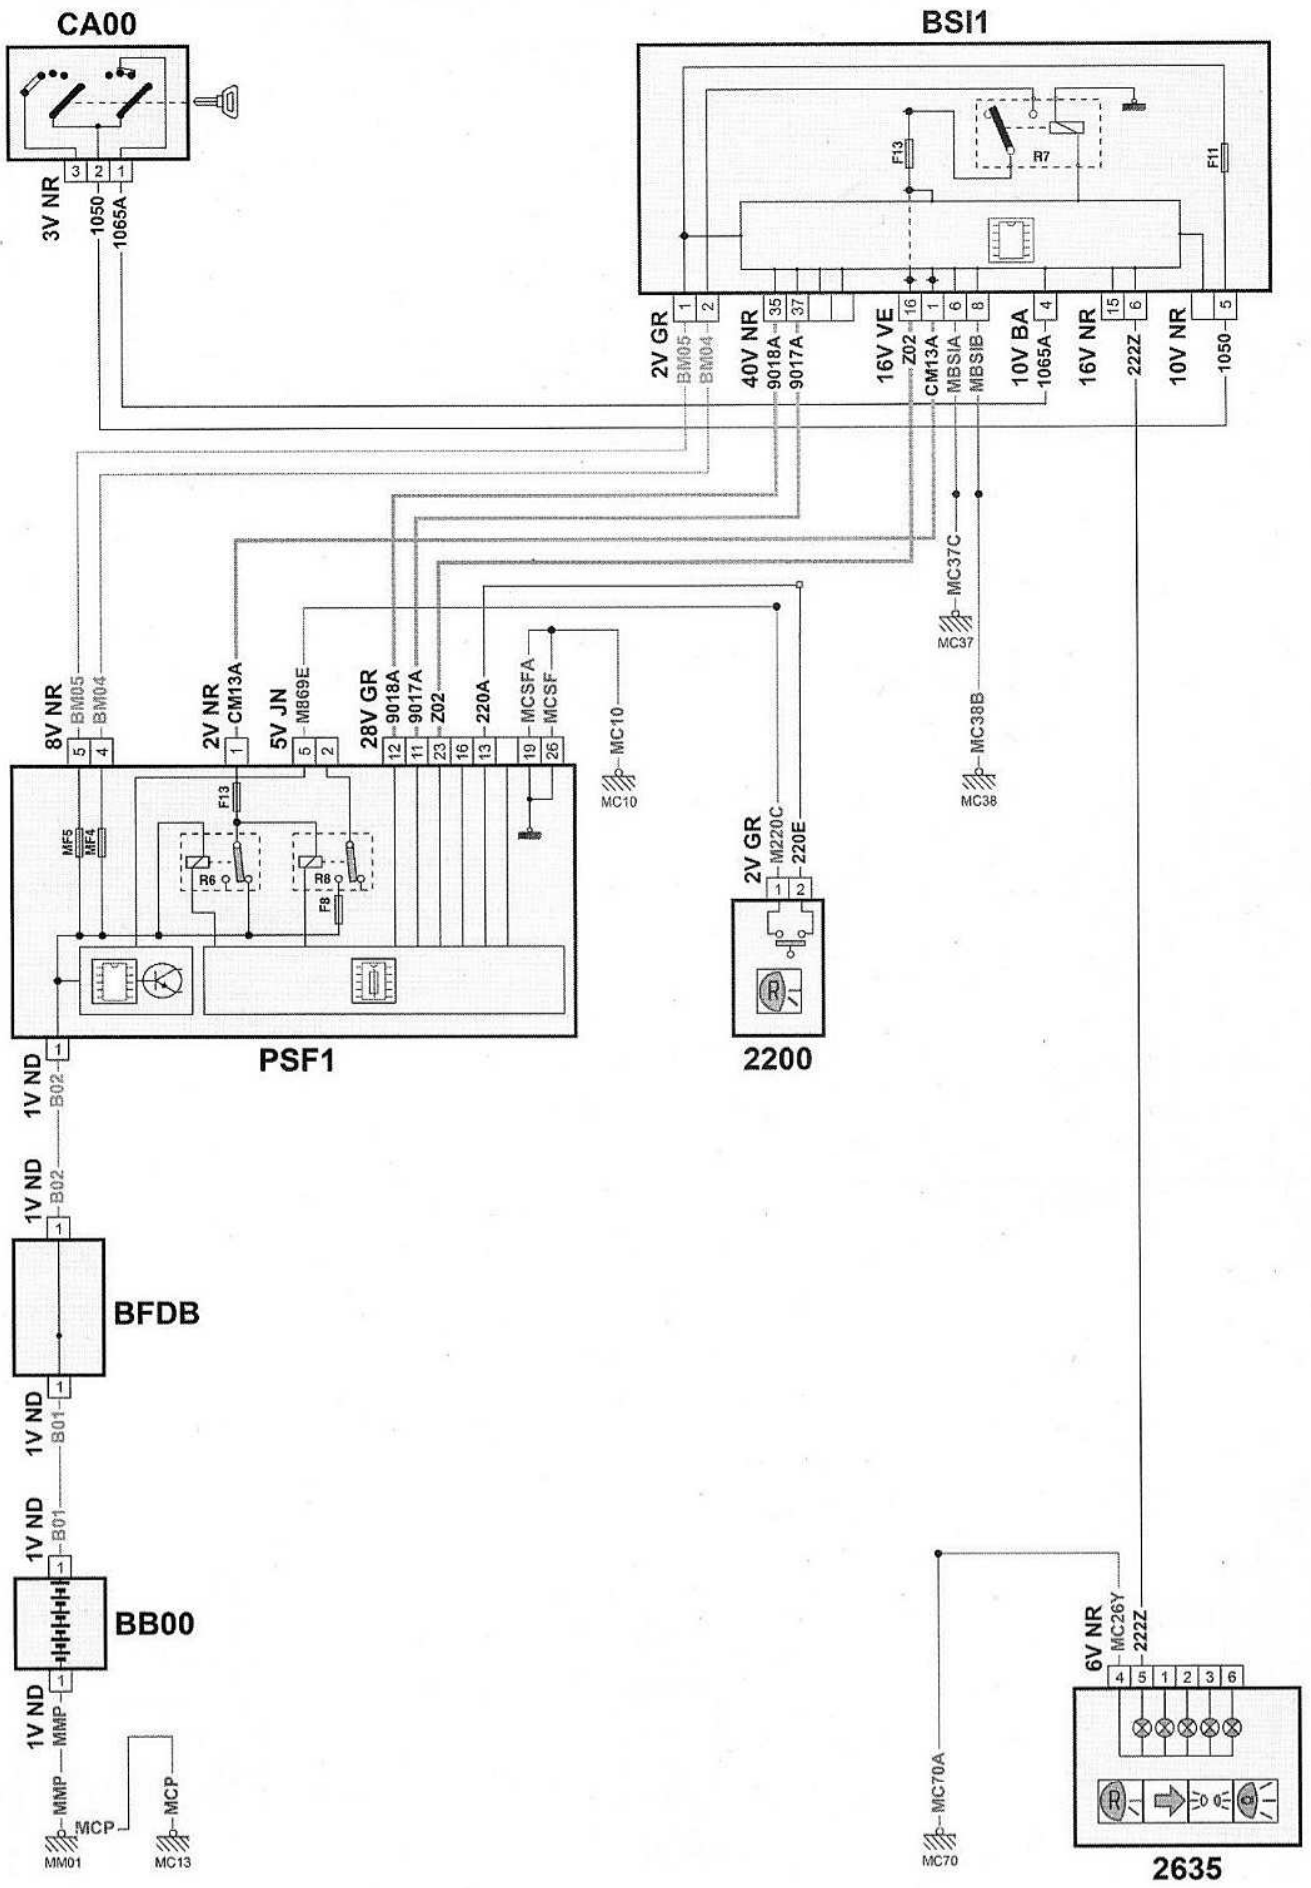 CA00
BSI1
F13
R7
F11
3 2 1
3V NR
1050
1065A
1 2 35 37 16 1 6 8 4 15 6 5
2V GR
BM05
BM04
40V NR
9018A
9017A
16V VE
Z02
CM13A
MBSIA
MBSIB
10V BA
1065A
16V NR
222Z
10V NR
1050
MC37C
MC37
MC38B
MC38
8V NR
BM05
BM04
2V NR
CM13A
5V JN
M869E
28V GR
9018A
9017A
Z02
220A
MCSFA
MCSF
MC10
MC10
5 4 1 5 2 12 11 23 16 13 19 26
MF5
MF4
F13
R6
R8
F8
PSF1
2V GR
M220C
220E
1 2
R
2200
1
1V ND
B02
1V ND
B02
1
BFDB
1
1V ND
B01
1V ND
B01
1
BB00
1
1V ND
MMP
MMP
MCP
MCP
MM01
MC13
6V NR
MC26Y
222Z
4 5 1 2 3 6
R
MC70A
MC70
2635